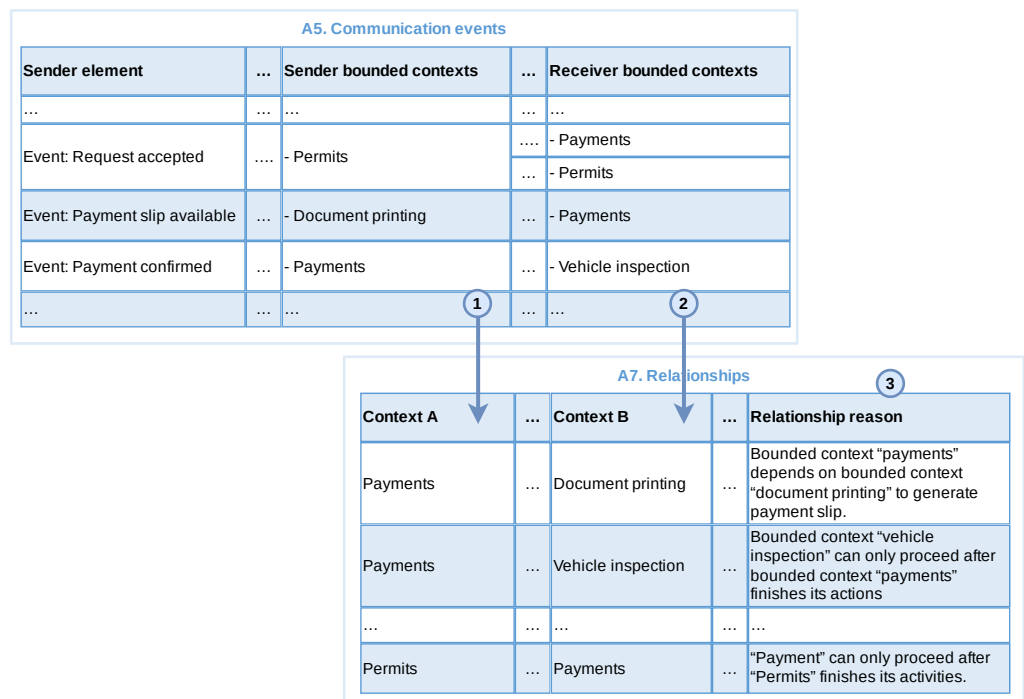 A5. Communication events
Sender element … Sender bounded contexts … Receiver bounded contexts
… … … … …
Event: Request accepted …. - Permits …. - Payments
… - Permits
Event: Payment slip available … - Document printing … - Payments
Event: Payment confirmed … - Payments … - Vehicle inspection
… … … … …
1 2
A7. Relationships
3
Context A … Context B … Relationship reason
Payments … Document printing … Bounded context “payments”
depends on bounded context
“document printing” to generate
payment slip.
Payments … Vehicle inspection … Bounded context “vehicle
inspection” can only proceed after
bounded context “payments”
finishes its actions
… … … … …
Permits … Payments … “Payment” can only proceed after
“Permits” finishes its activities.